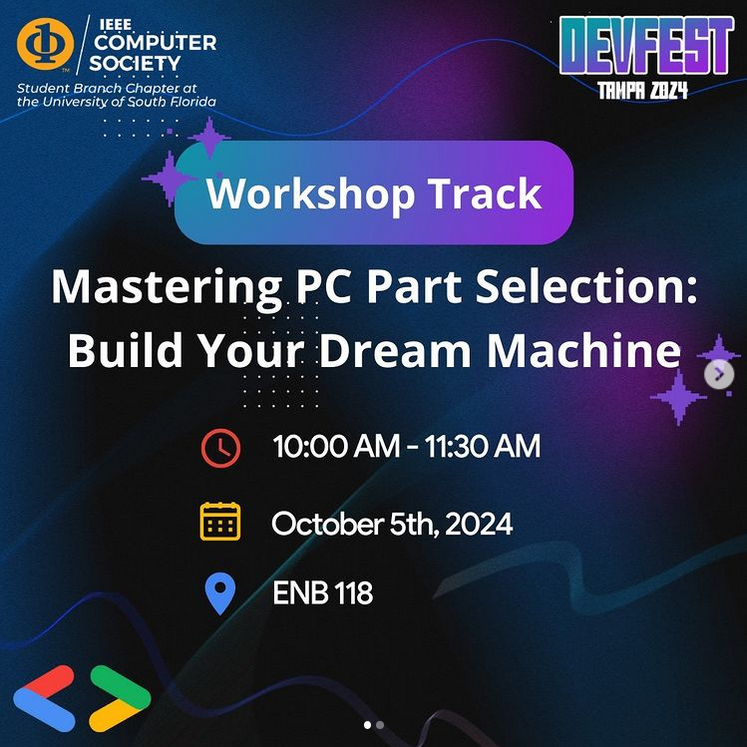 IEEE
COMPUTER
SOCIETY
Student Branch Chapter at
the University of South Florida
DEVFEST
TAMPA 2024
Workshop Track
Mastering PC Part Selection:
Build Your Dream Machine
10:00 AM - 11:30 AM
October 5th, 2024
ENB 118